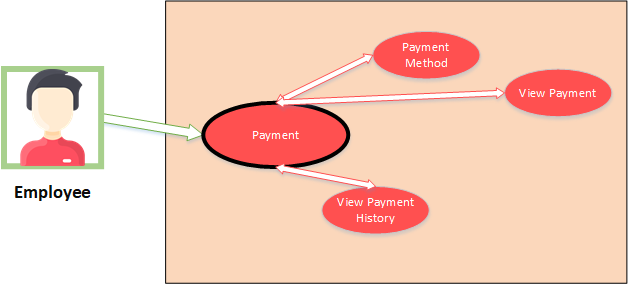 Payment
Method
View Payment
Payment
Employee
View Payment
History